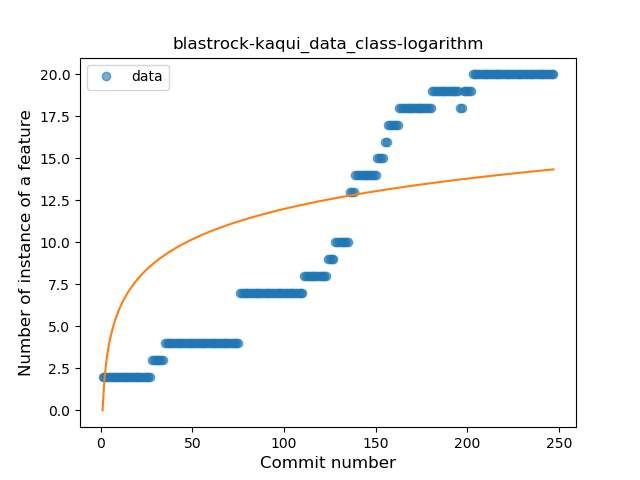 blastrock-kaqui_data_class-logarithm
data
20.0
17.5
15.0
12.5
10.0
7.5
5.0
2.5
0.0
Number of instance of a feature
0 50 100 150 200 250
Commit number